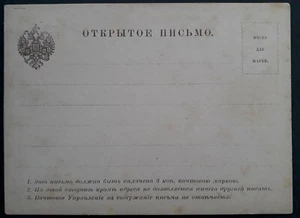 ОТКРЫТОЕ ПИСЬМО.
МѢСТО
ДЛЯ
МАРКИ.
1. Это письмо должно быть оплачено 3 коп. почтовою маркою.
2. На этой сторонѣ кромѣ адреса не дозволяется ничего другаго писать.
3. Почтовое Управленіе за содержаніе письма не отвѣчаетъ.